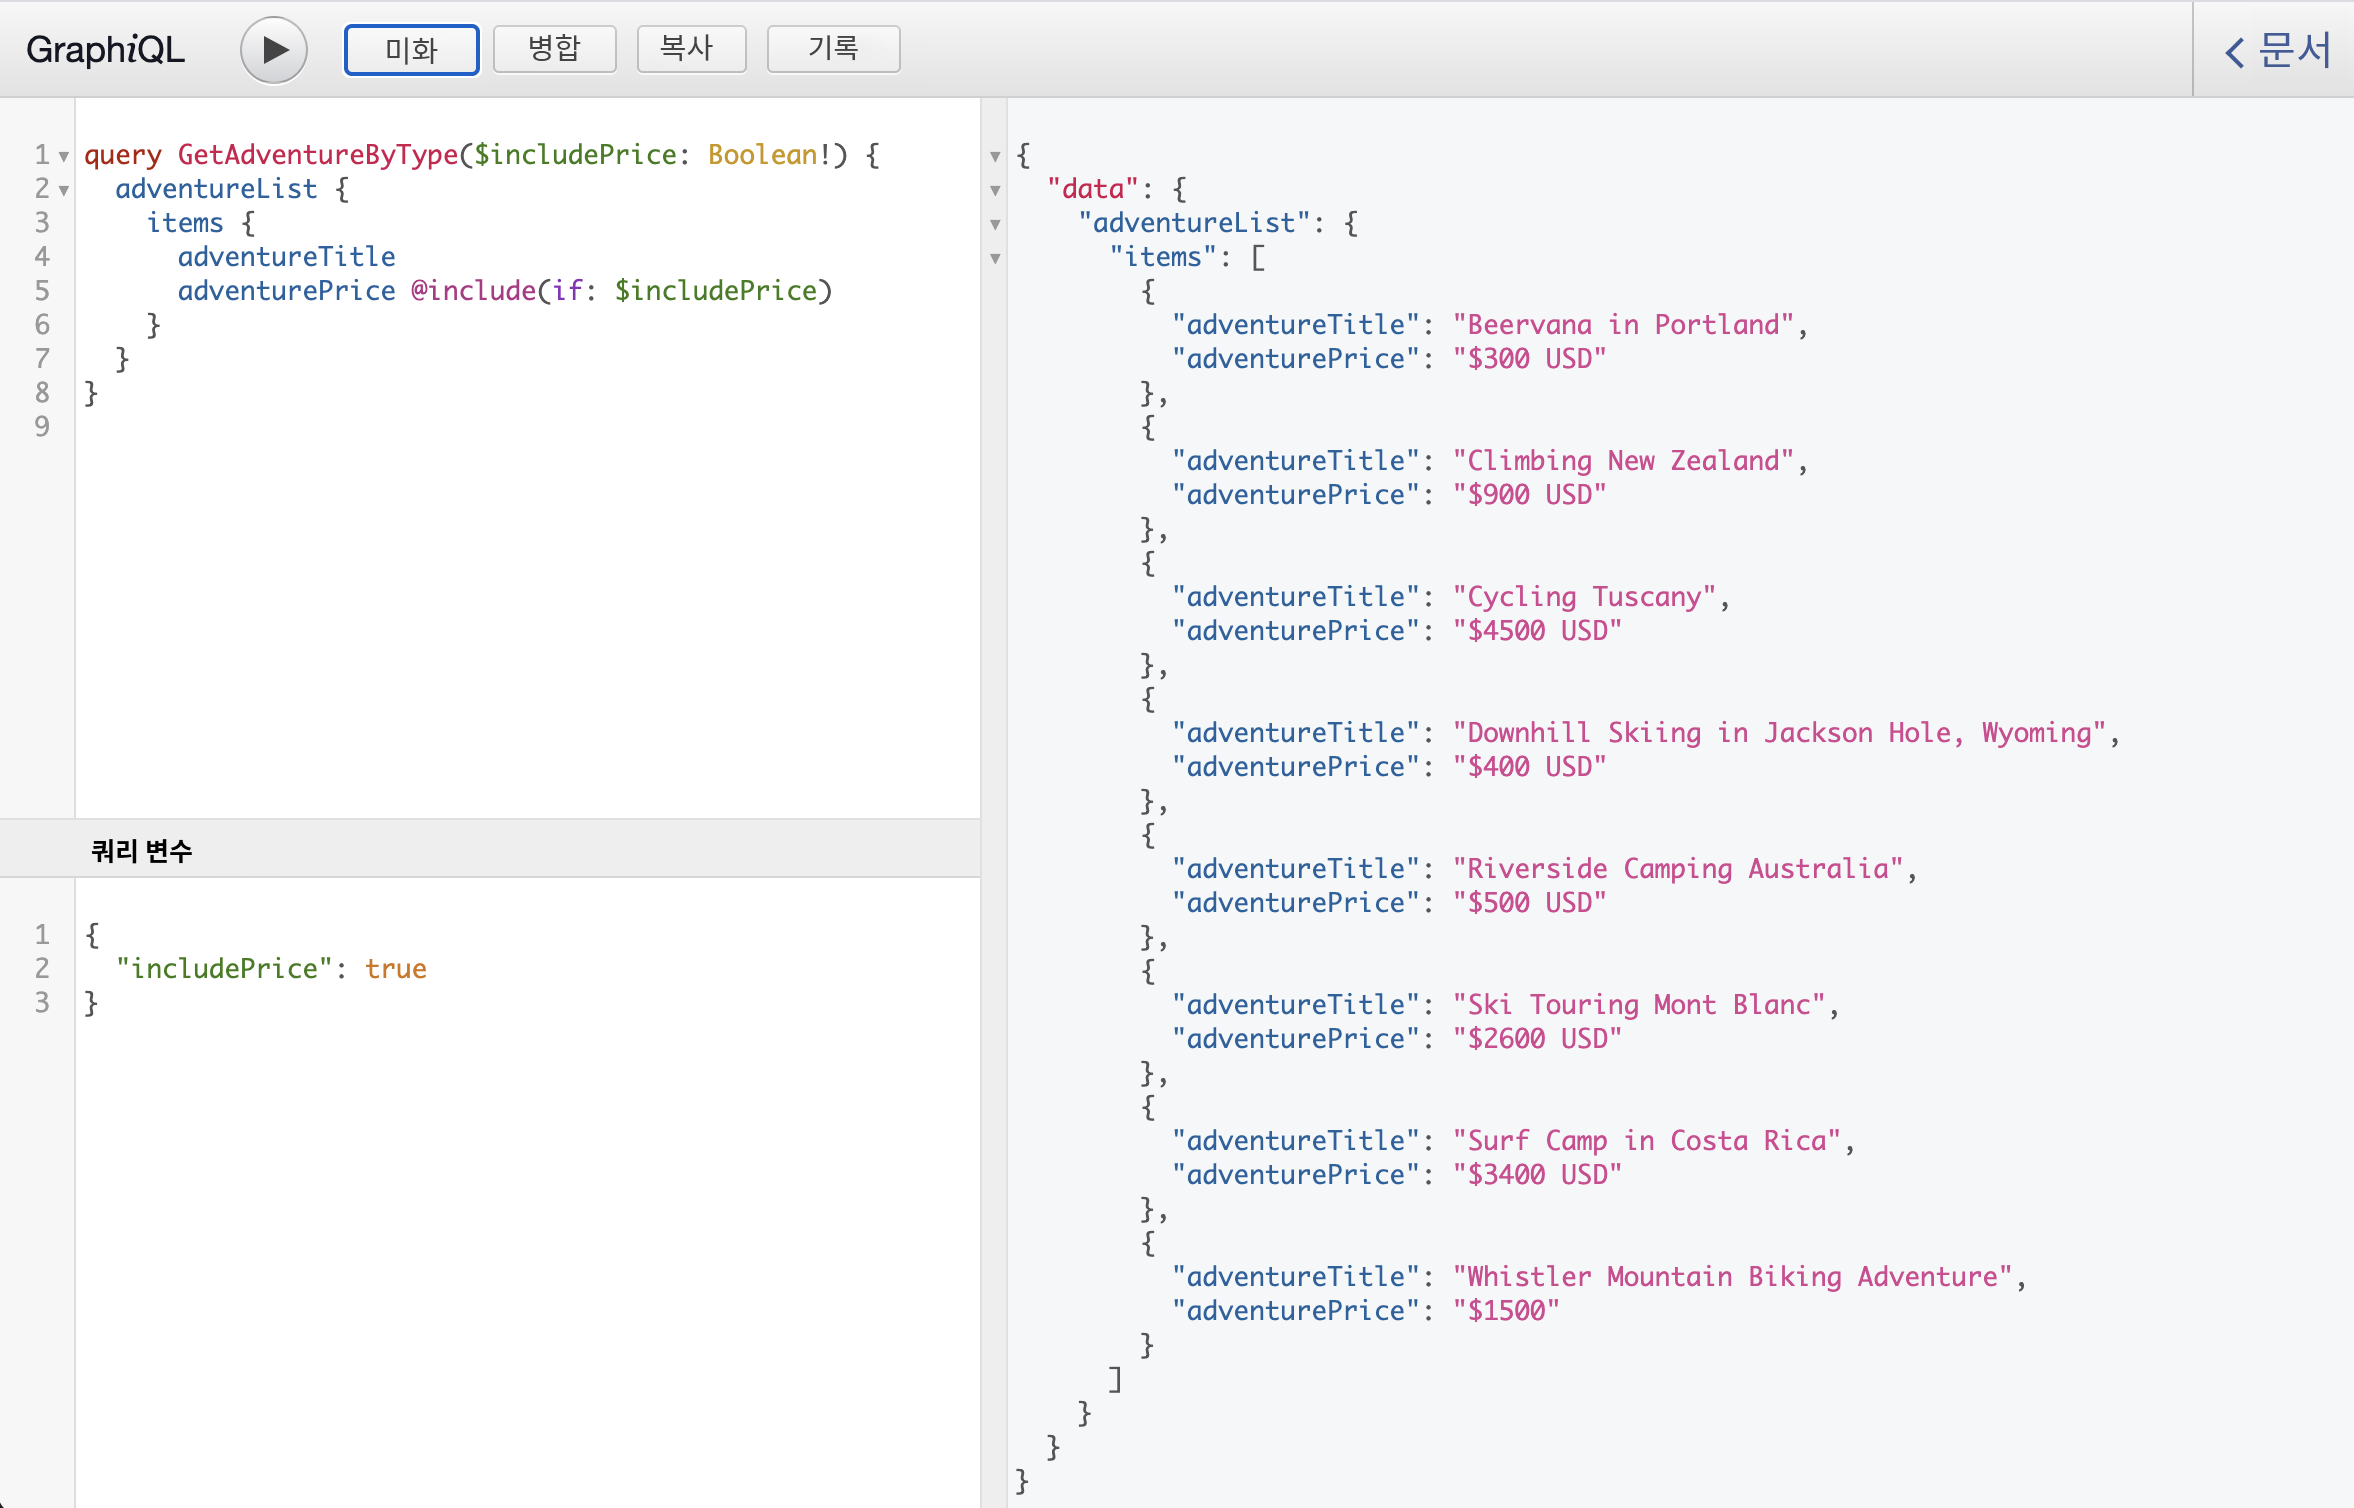 GraphiQL 미화 병합 복사 기록 문서
1 query GetAdventureByType($includePrice: Boolean!) {
2   adventureList {
3     items {
4       adventureTitle
5       adventurePrice @include(if: $includePrice)
6     }
7   }
8 }
9
쿼리 변수
1 {
2   "includePrice": true
3 }
{
  "data": {
    "adventureList": {
      "items": [
        {
          "adventureTitle": "Beervana in Portland",
          "adventurePrice": "$300 USD"
        },
        {
          "adventureTitle": "Climbing New Zealand",
          "adventurePrice": "$900 USD"
        },
        {
          "adventureTitle": "Cycling Tuscany",
          "adventurePrice": "$4500 USD"
        },
        {
          "adventureTitle": "Downhill Skiing in Jackson Hole, Wyoming",
          "adventurePrice": "$400 USD"
        },
        {
          "adventureTitle": "Riverside Camping Australia",
          "adventurePrice": "$500 USD"
        },
        {
          "adventureTitle": "Ski Touring Mont Blanc",
          "adventurePrice": "$2600 USD"
        },
        {
          "adventureTitle": "Surf Camp in Costa Rica",
          "adventurePrice": "$3400 USD"
        },
        {
          "adventureTitle": "Whistler Mountain Biking Adventure",
          "adventurePrice": "$1500"
        }
      ]
    }
  }
}